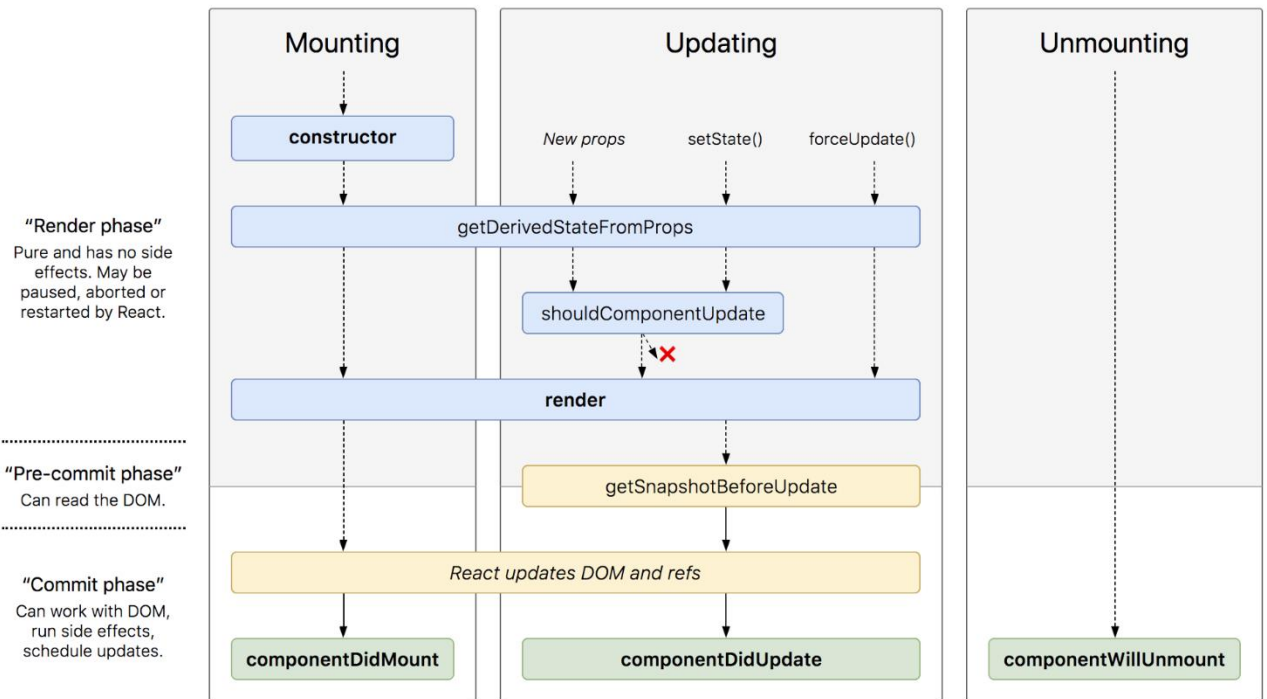 Mounting
Updating
Unmounting
constructor
New props
setState()
forceUpdate()
“Render phase”
Pure and has no side
effects. May be
paused, aborted or
restarted by React.
getDerivedStateFromProps
shouldComponentUpdate
render
“Pre-commit phase”
Can read the DOM.
getSnapshotBeforeUpdate
React updates DOM and refs
“Commit phase”
Can work with DOM,
run side effects,
schedule updates.
componentDidMount
componentDidUpdate
componentWillUnmount